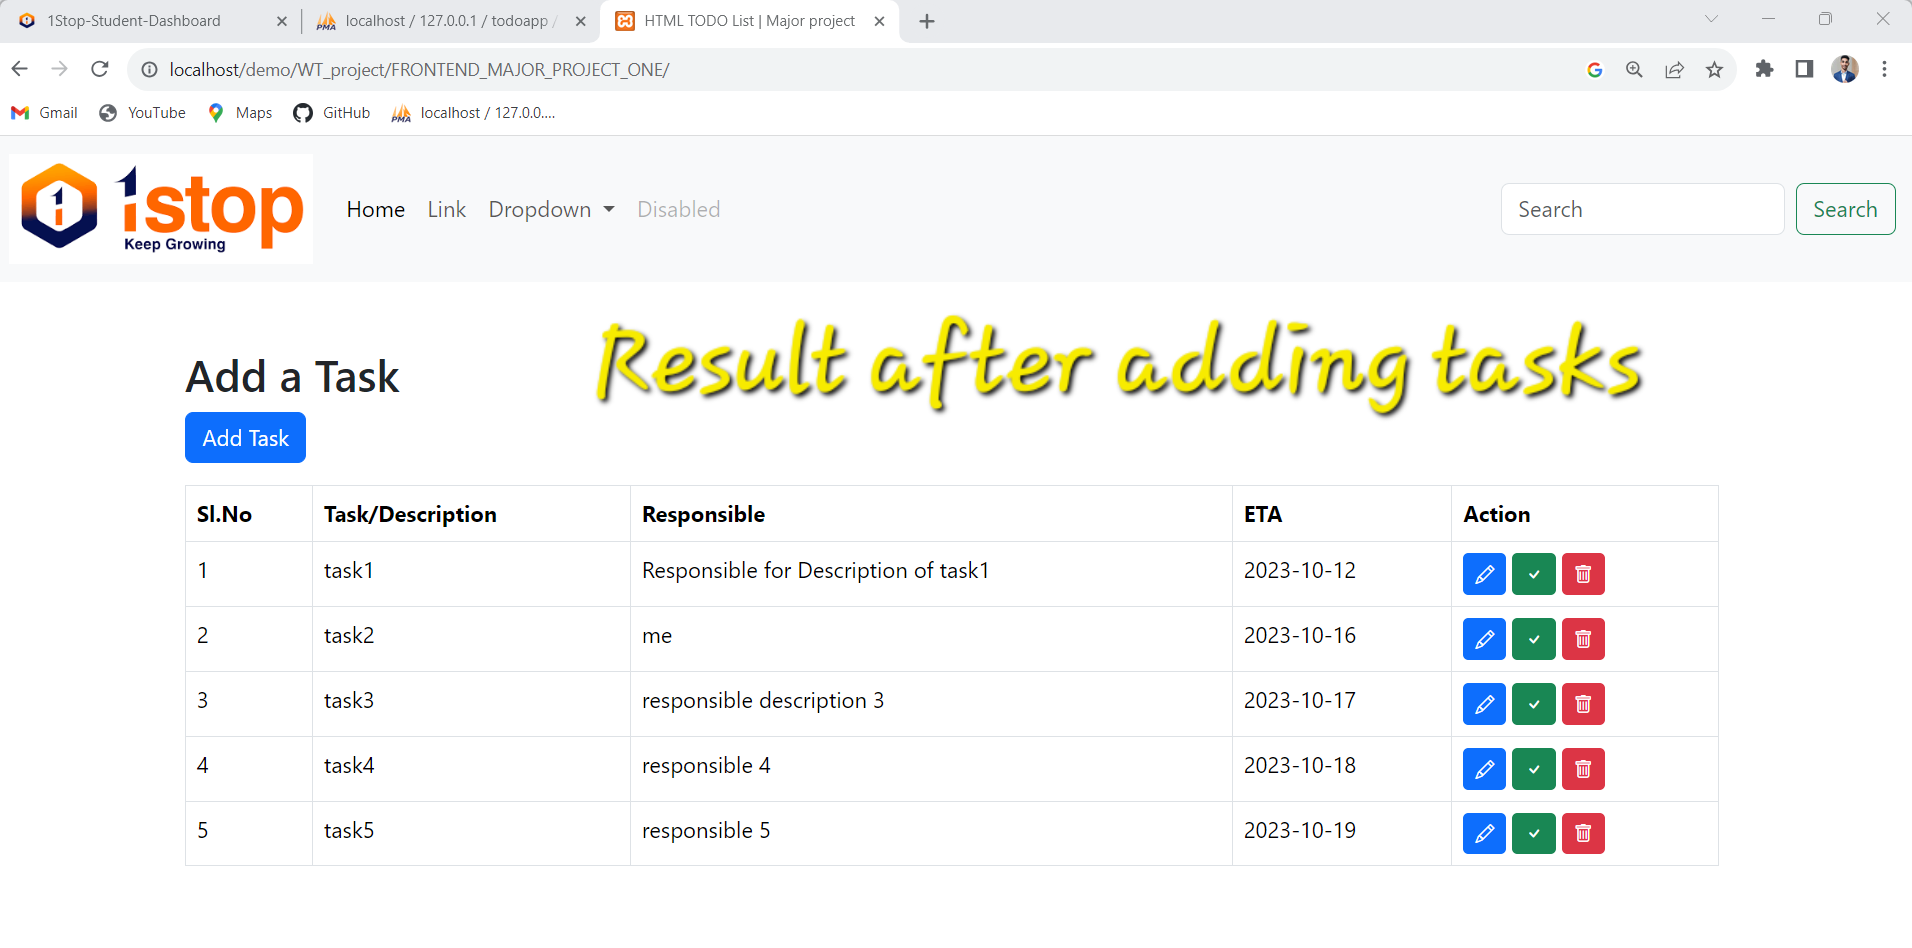 1Stop-Student-Dashboard
localhost / 127.0.0.1 / todoapp /
HTML TODO List | Major project
localhost/demo/WT_project/FRONTEND_MAJOR_PROJECT_ONE/
Gmail YouTube Maps GitHub localhost / 127.0.0....
1stop
Keep Growing
Home Link Dropdown Disabled Search Search
Result after adding tasks
Add a Task
Add Task
Sl.No Task/Description Responsible ETA Action
1 task1 Responsible for Description of task1 2023-10-12
2 task2 me 2023-10-16
3 task3 responsible description 3 2023-10-17
4 task4 responsible 4 2023-10-18
5 task5 responsible 5 2023-10-19